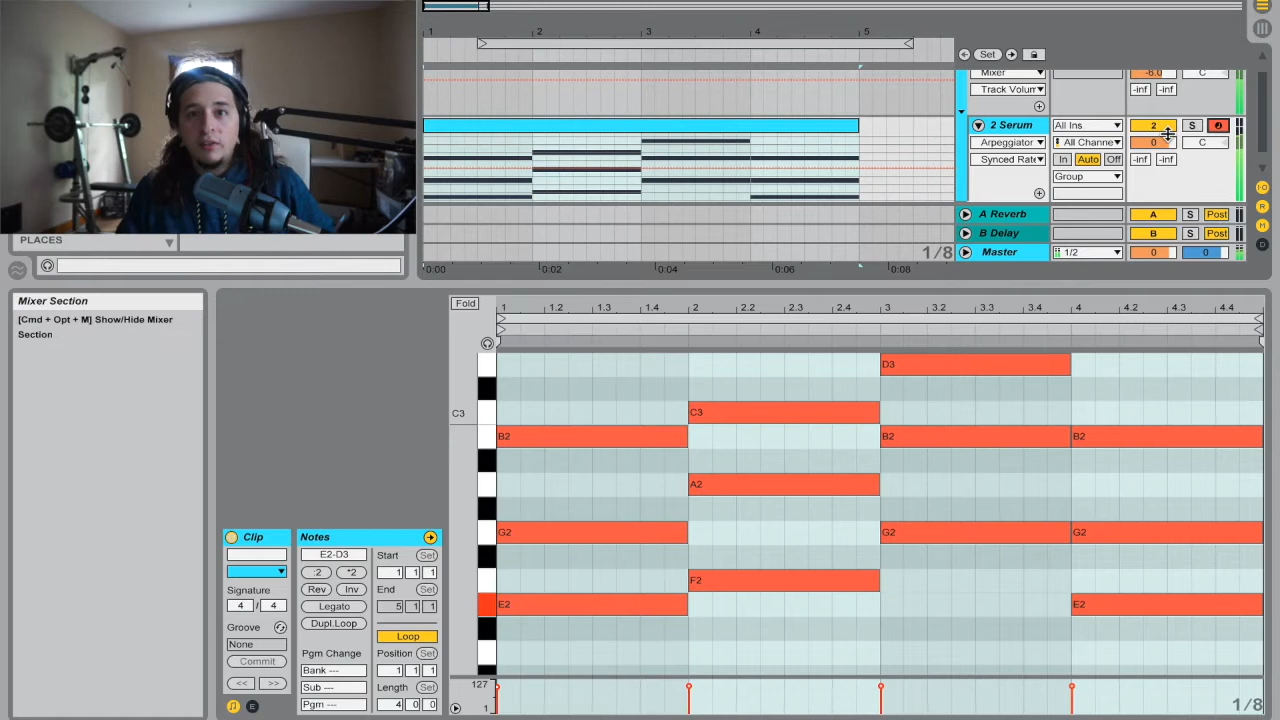 1 2 3 4 5
Set
Mixer -6.0 C
Track Volum -inf -inf
2 Serum All Ins 2 S
Arpeggiator All Channe 0 C
Synced Rate In Auto Off -inf -inf
Group
A Reverb A S Post
B Delay B S Post
1/8 Master 1/2 0 0
0:00 0:02 0:04 0:06 0:08
PLACES
Mixer Section
[Cmd + Opt + M] Show/Hide Mixer
Section
Fold 1 1.2 1.3 1.4 2 2.2 2.3 2.4 3 3.2 3.3 3.4 4 4.2 4.3 4.4
D3
C3 C3
B2 B2 B2
A2
G2 G2 G2
F2
E2 E2
Clip Notes
E2-D3 Start Set
:2 *2 1 1 1
Signature Rev Inv End Set
4 / 4 Legato 5 1 1
Groove Dupl.Loop
None Loop
Commit Pgm Change Position Set
Bank --- 1 1 1
<< >> Sub --- Length Set
Pgm --- 4 0 0
E
127
1 1/8
I-O
R
M
D